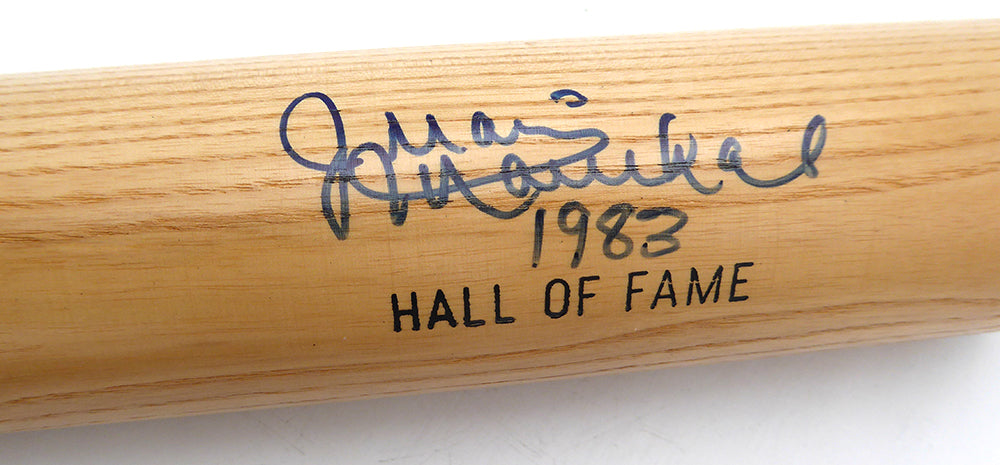 Juan Marichal
1983
HALL OF FAME